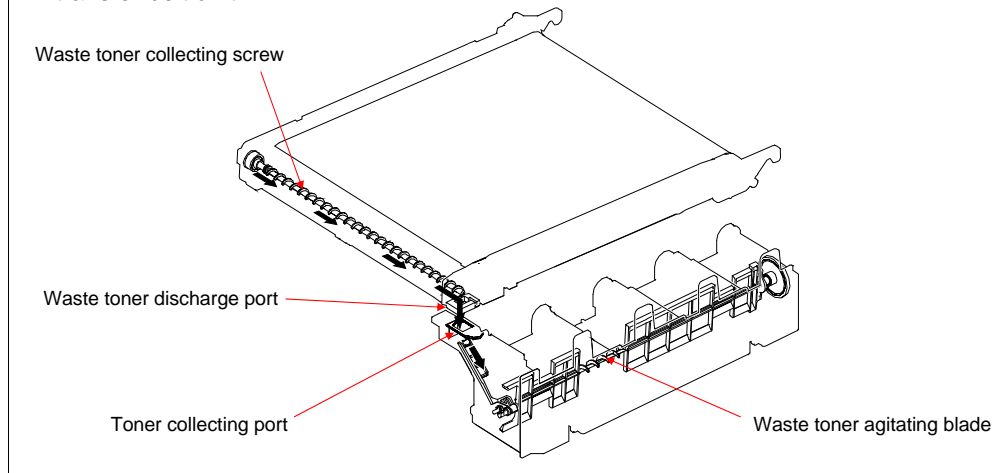 Waste toner collecting screw
Waste toner discharge port
Toner collecting port
Waste toner agitating blade